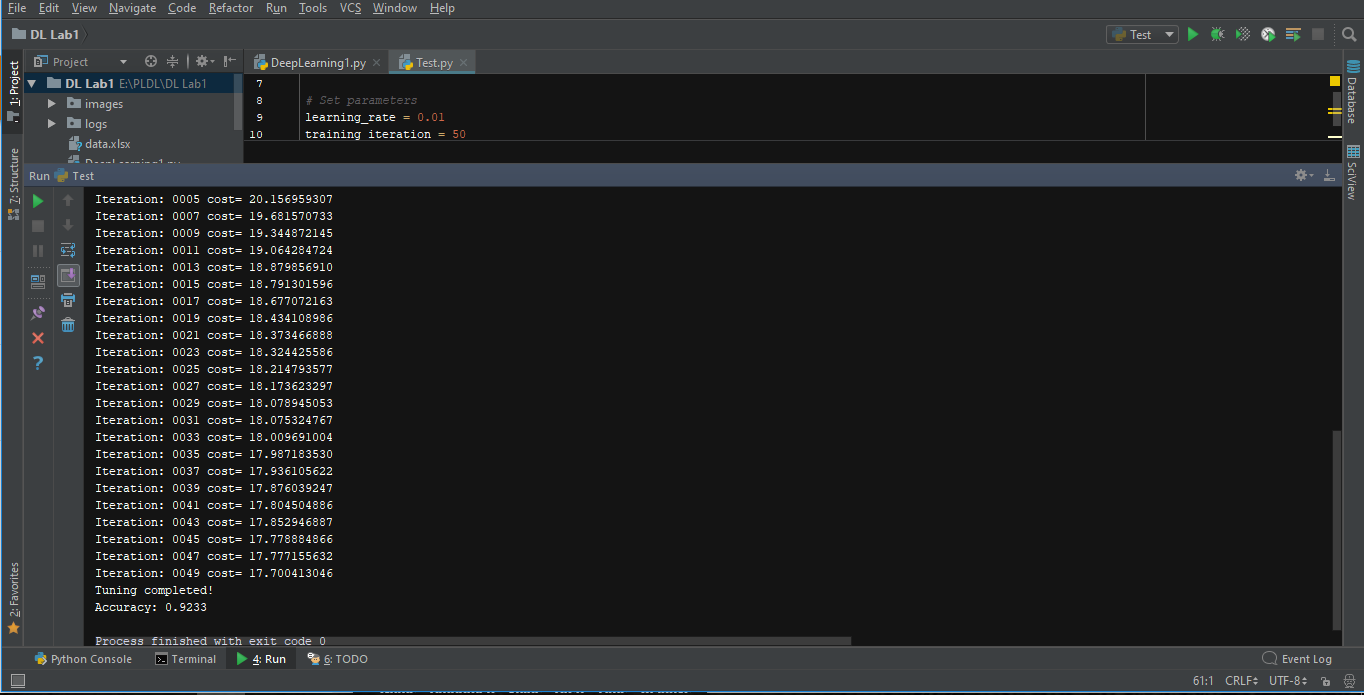 File Edit View Navigate Code Refactor Run Tools VCS Window Help
DL Lab1
Test
Project
DeepLearning1.py
Test.py
1: Project
7: Structure
2: Favorites
DL Lab1 E:\PLDL\DL Lab1
images
logs
data.xlsx
DeepLearning1.py
7
8 # Set parameters
9 learning_rate = 0.01
10 training_iteration = 50
Database
SciView
Run Test
Iteration: 0005 cost= 20.156959307
Iteration: 0007 cost= 19.681570733
Iteration: 0009 cost= 19.344872145
Iteration: 0011 cost= 19.064284724
Iteration: 0013 cost= 18.879856910
Iteration: 0015 cost= 18.791301596
Iteration: 0017 cost= 18.677072163
Iteration: 0019 cost= 18.434108986
Iteration: 0021 cost= 18.373466888
Iteration: 0023 cost= 18.324425586
Iteration: 0025 cost= 18.214793577
Iteration: 0027 cost= 18.173623297
Iteration: 0029 cost= 18.078945053
Iteration: 0031 cost= 18.075324767
Iteration: 0033 cost= 18.009691004
Iteration: 0035 cost= 17.987183530
Iteration: 0037 cost= 17.936105622
Iteration: 0039 cost= 17.876039247
Iteration: 0041 cost= 17.804504886
Iteration: 0043 cost= 17.852946887
Iteration: 0045 cost= 17.778884866
Iteration: 0047 cost= 17.777155632
Iteration: 0049 cost= 17.700413046
Tuning completed!
Accuracy: 0.9233
Process finished with exit code 0
Python Console Terminal 4: Run 6: TODO Event Log
61:1 CRLF UTF-8